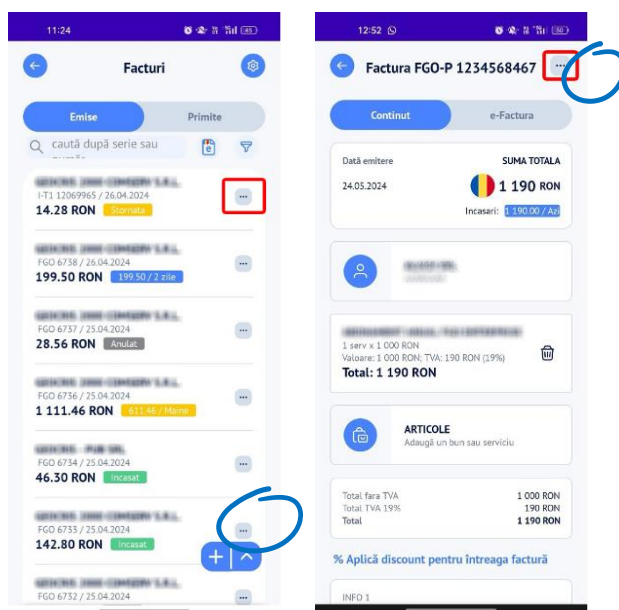 11:24
85
Facturi
Emise
Primite
caută după serie sau
I-T1 12069965 / 26.04.2024
14.28 RON Stornata
FGO 6738 / 26.04.2024
199.50 RON 199.50 / 2 zile
FGO 6737 / 25.04.2024
28.56 RON Anulat
FGO 6736 / 25.04.2024
1 111.46 RON 611.46 / Maine
FGO 6734 / 25.04.2024
46.30 RON Incasat
FGO 6733 / 25.04.2024
142.80 RON Incasat
FGO 6732 / 25.04.2024
12:52
Factura FGO-P 1234568467
Continut
e-Factura
Dată emitere
SUMA TOTALA
24.05.2024
1 190 RON
Incasari: 1 190.00 / Azi
1 serv x 1 000 RON
Valoare: 1 000 RON; TVA: 190 RON (19%)
Total: 1 190 RON
ARTICOLE
Adaugă un bun sau serviciu
Total fara TVA 1 000 RON
Total TVA 19% 190 RON
Total 1 190 RON
% Aplică discount pentru întreaga factură
INFO 1